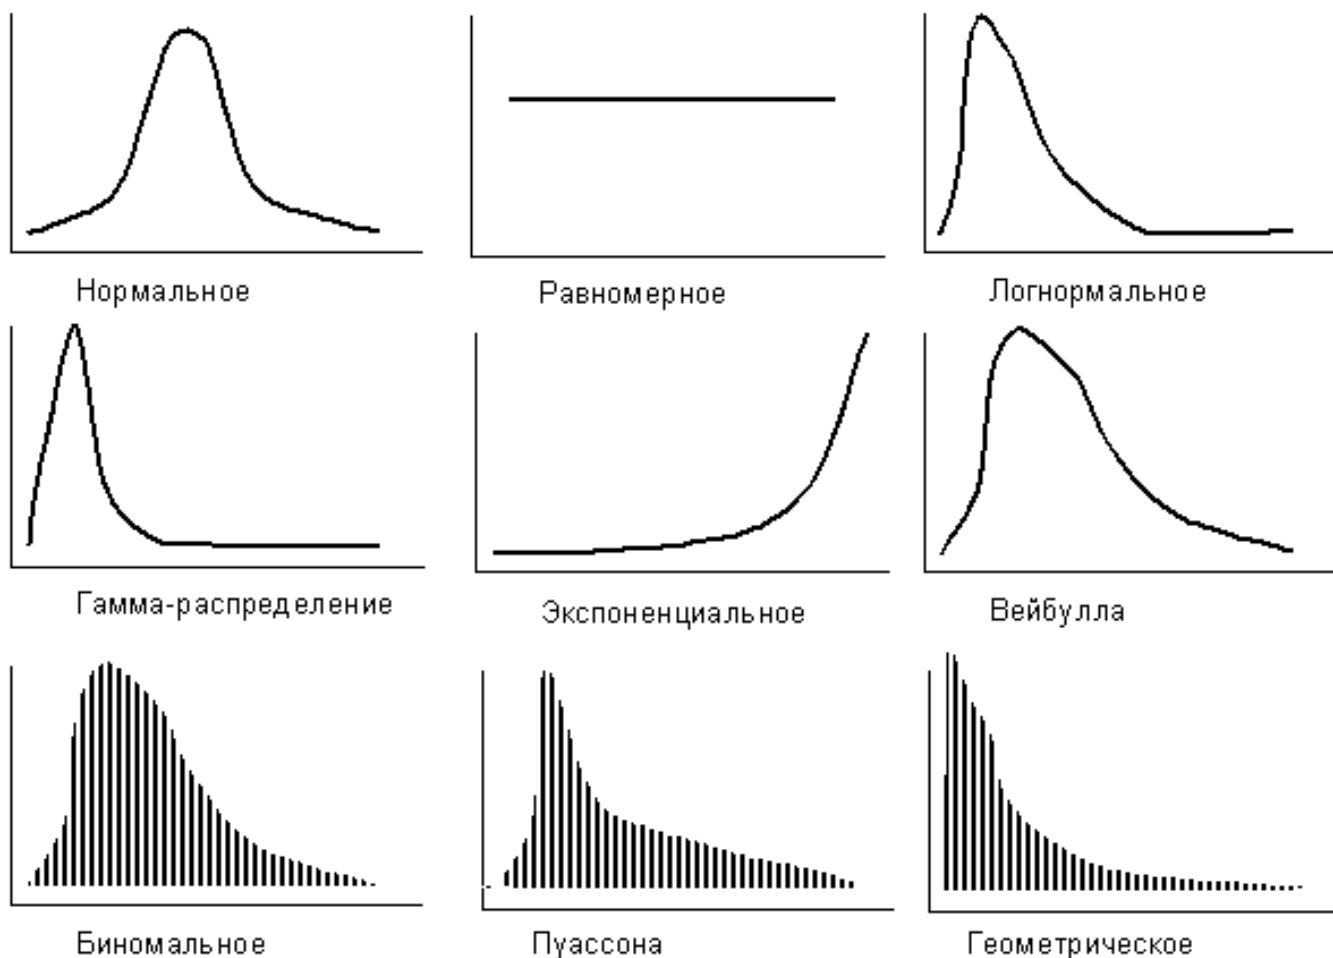 Нормальное
Равномерное
Логнормальное
Гамма-распределение
Экспоненциальное
Вейбулла
Биномальное
Пуассона
Геометрическое